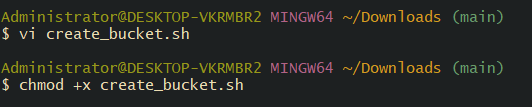 Administrator@DESKTOP-VKRMBR2 MINGW64 ~/Downloads (main)
$ vi create_bucket.sh
Administrator@DESKTOP-VKRMBR2 MINGW64 ~/Downloads (main)
$ chmod +x create_bucket.sh